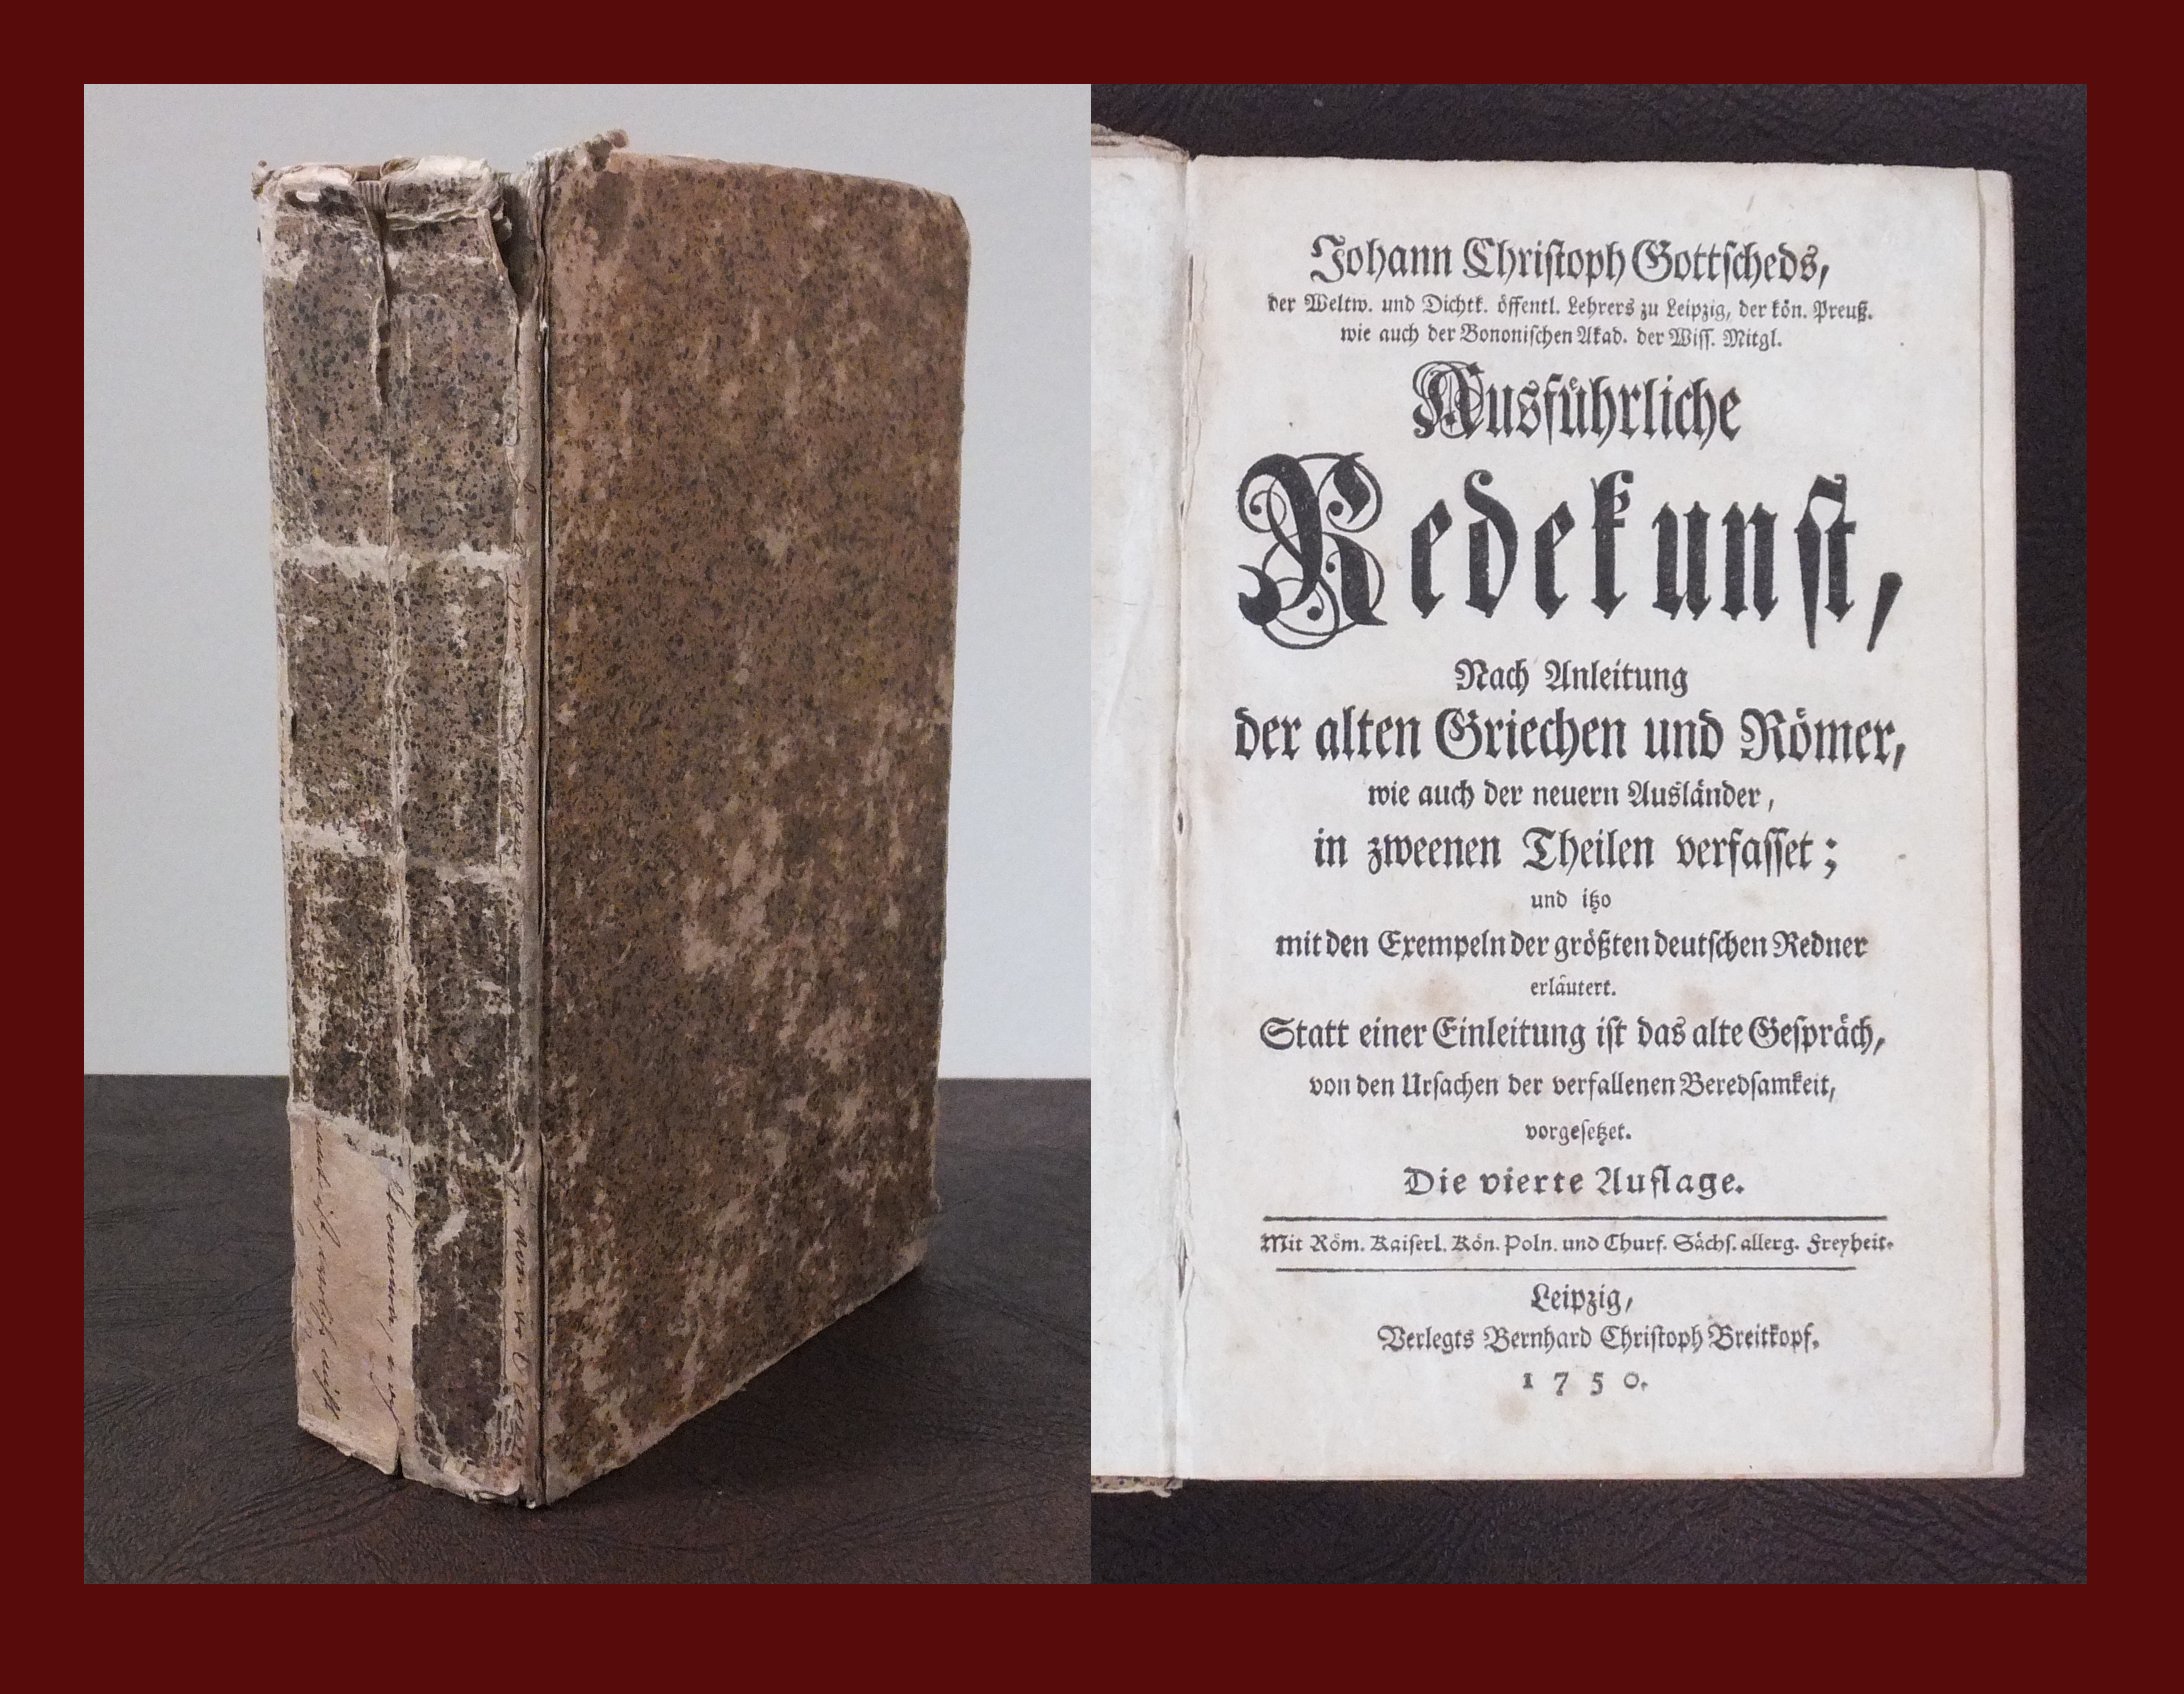 Johann Chriſtoph Gottſcheds,
der Weltw. und Dichtk. öffentl. Lehrers zu Leipzig, der kön. Preuß.
wie auch der Bononiſchen Akad. der Wiſſ. Mitgl.
Ausführliche
Redekunſt,
Nach Anleitung
der alten Griechen und Römer,
wie auch der neuern Ausländer,
in zweenen Theilen verfaſſet;
und itzo
mit den Exempeln der größten deutſchen Redner
erläutert.
Statt einer Einleitung iſt das alte Geſpräch,
von den Urſachen der verfallenen Beredſamkeit,
vorgeſetzet.
Die vierte Auflage.
Mit Röm. Kaiſerl. Kön. Poln. und Churf. Sächſ. allerg. Freyheit.
Leipzig,
Verlegts Bernhard Chriſtoph Breitkopf,
1750.